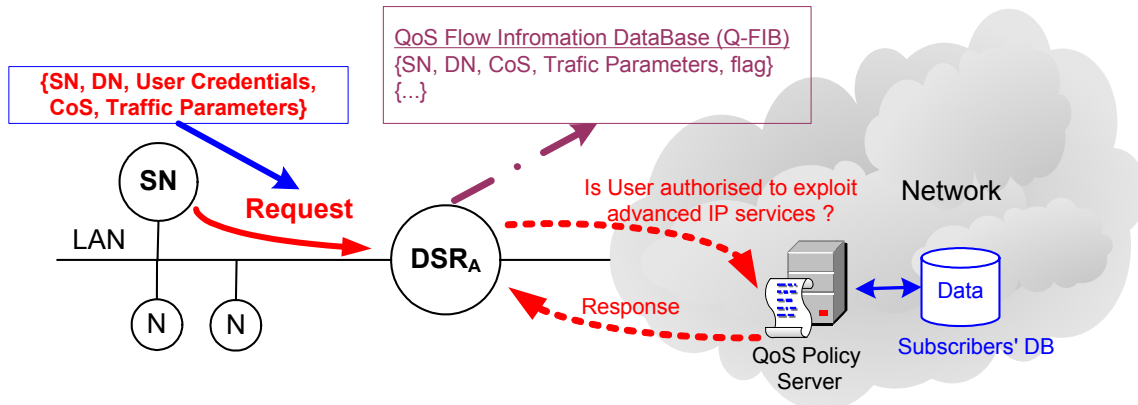 QoS Flow Infromation DataBase (Q-FIB)
{SN, DN, CoS, Trafic Parameters, flag}
{...}
{SN, DN, User Credentials,
CoS, Traffic Parameters}
SN
Request
LAN
DSRA
N
N
Is User authorised to exploit
advanced IP services ?
Response
Network
Data
QoS Policy
Server
Subscribers' DB